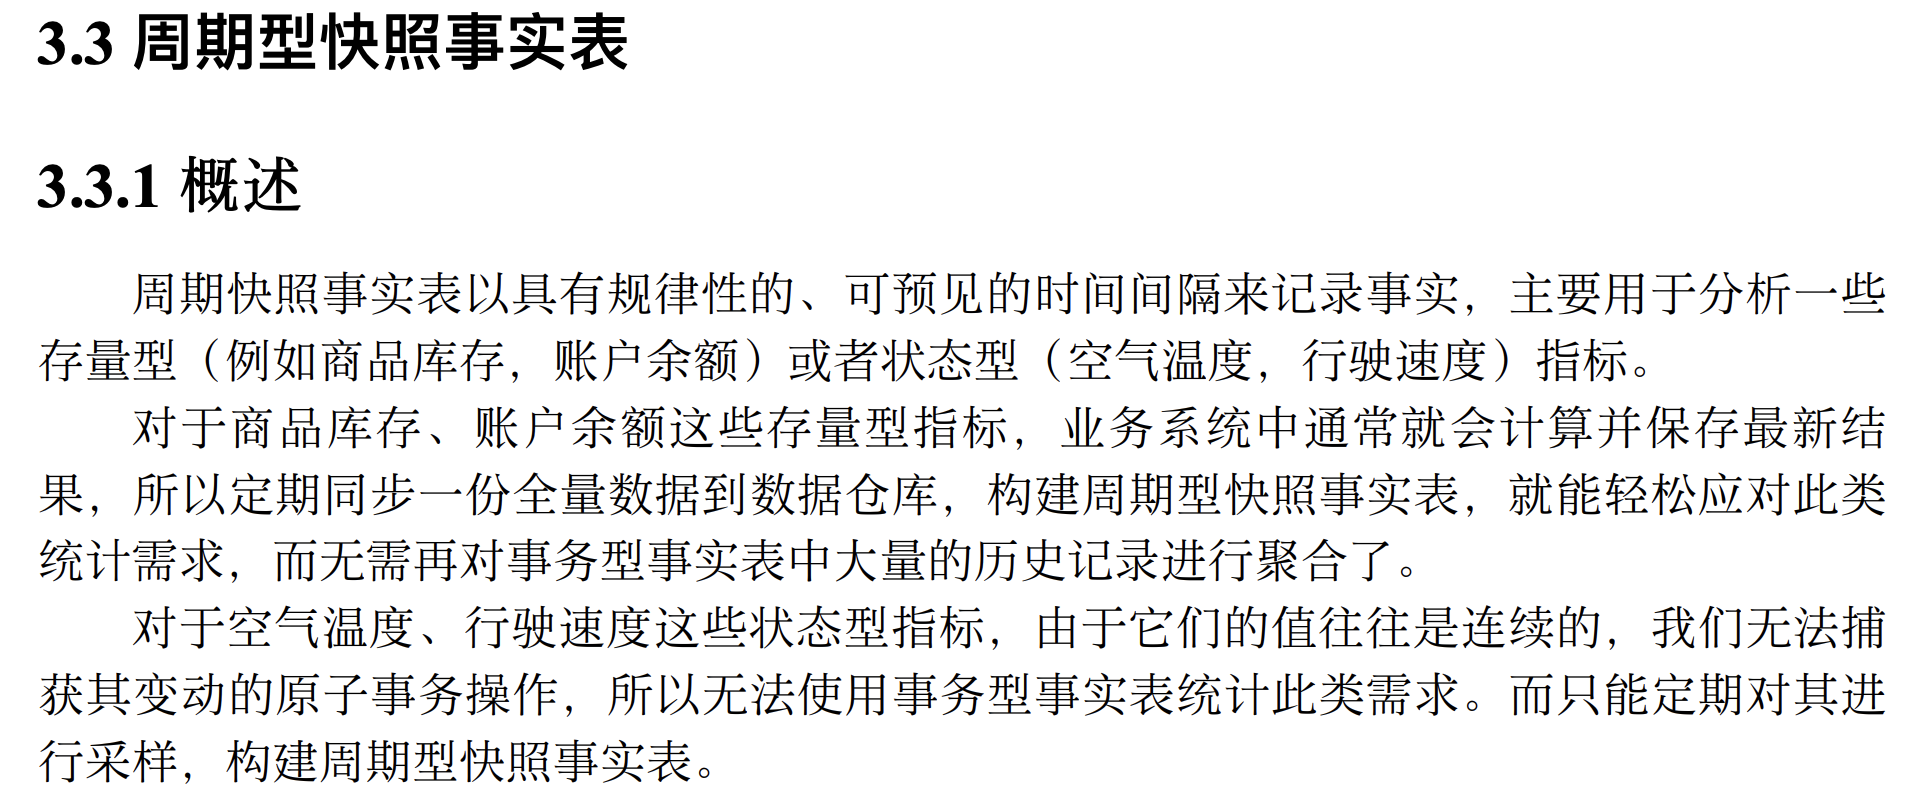 3.3 周期型快照事实表
3.3.1 概述
周期快照事实表以具有规律性的、可预见的时间间隔来记录事实，主要用于分析一些
存量型（例如商品库存，账户余额）或者状态型（空气温度，行驶速度）指标。
对于商品库存、账户余额这些存量型指标，业务系统中通常就会计算并保存最新结
果，所以定期同步一份全量数据到数据仓库，构建周期型快照事实表，就能轻松应对此类
统计需求，而无需再对事务型事实表中大量的历史记录进行聚合了。
对于空气温度、行驶速度这些状态型指标，由于它们的值往往是连续的，我们无法捕
获其变动的原子事务操作，所以无法使用事务型事实表统计此类需求。而只能定期对其进
行采样，构建周期型快照事实表。